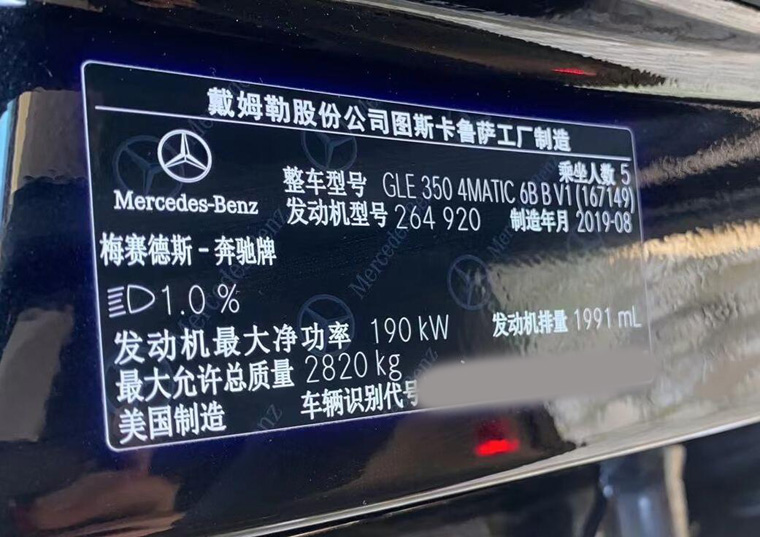 戴姆勒股份公司图斯卡鲁萨工厂制造
乘坐人数 5
Mercedes-Benz
整车型号 GLE 350 4MATIC 6B B V1 (167149)
发动机型号 264 920 制造年月 2019-08
梅赛德斯-奔驰牌
1.0 %
发动机最大净功率 190 kW 发动机排量 1991 mL
最大允许总质量 2820 kg
美国制造 车辆识别代号